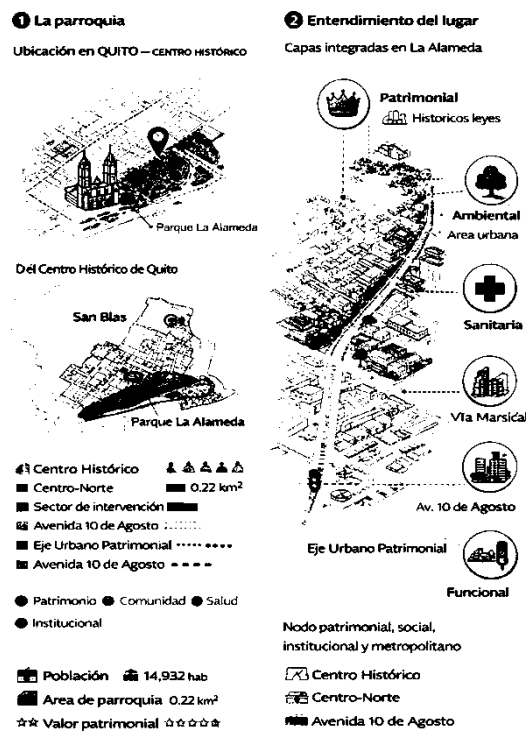 1 La parroquia
Ubicación en QUITO — CENTRO HISTÓRICO
Parque La Alameda
Dél Centro Histórico de Quito
San Blas
Parque La Alameda
Centro Histórico
Centro-Norte 0.22 km²
Sector de intervención
Avenida 10 de Agosto
Eje Urbano Patrimonial
Avenida 10 de Agosto
Patrimonio Comunidad Salud
Institucional
Población 14,932 hab
Area de parroquia 0.22 km²
Valor patrimonial ☆☆☆☆☆
2 Entendimiento del lugar
Capas integradas en La Alameda
Patrimonial
Historicos leyes
Ambiental
Area urbana
Sanitaria
Vía Marsical
Av. 10 de Agosto
Eje Urbano Patrimonial
Funcional
Nodo patrimonial, social,
institucional y metropolitano
Centro Histórico
Centro-Norte
Avenida 10 de Agosto